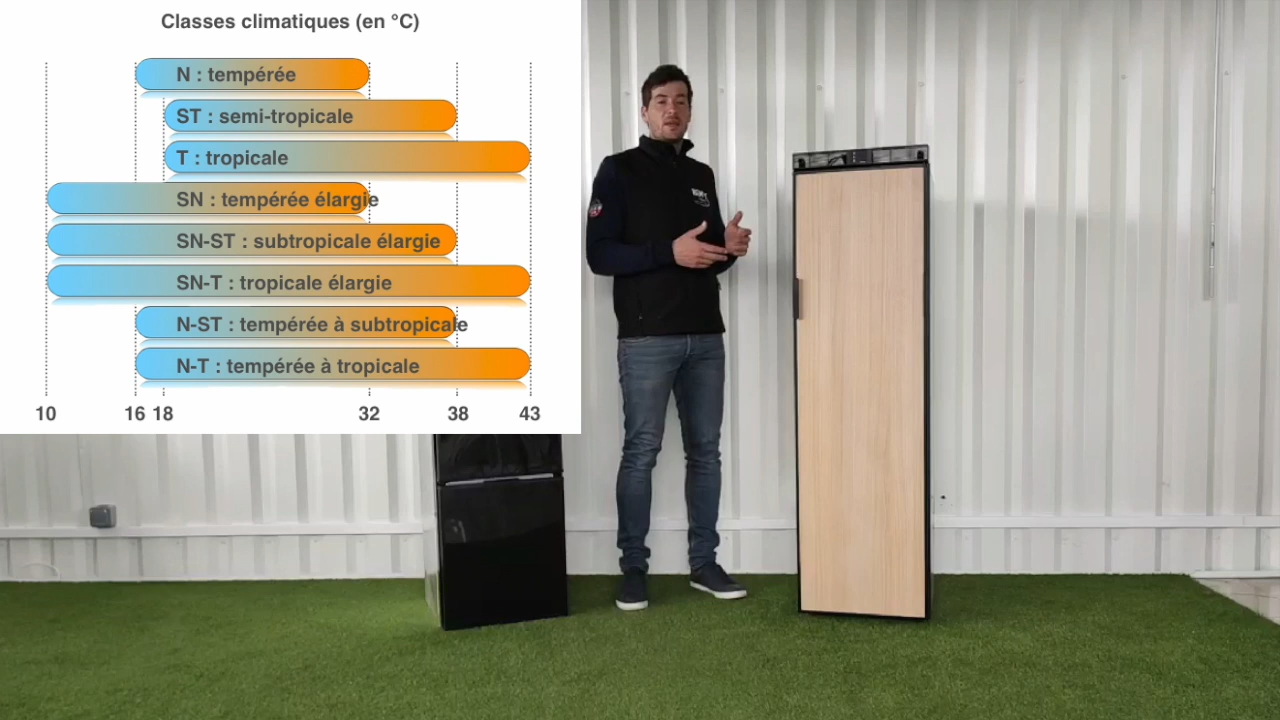 Classes climatiques (en °C)
N : tempérée
ST : semi-tropicale
T : tropicale
SN : tempérée élargie
SN-ST : subtropicale élargie
SN-T : tropicale élargie
N-ST : tempérée à subtropicale
N-T : tempérée à tropicale
10 16 18 32 38 43